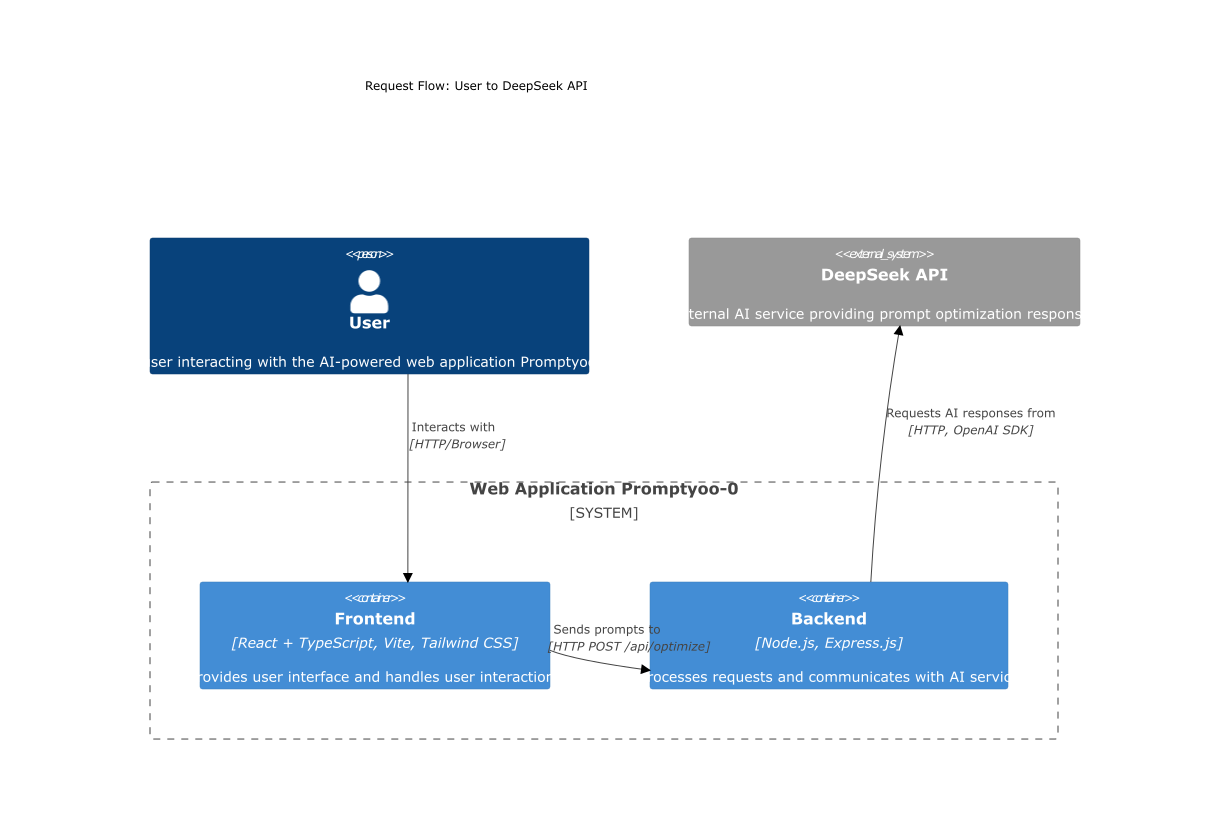 Request Flow: User to DeepSeek API
<<person>>
User
ser interacting with the AI-powered web application Promptyoo
<<external_system>>
DeepSeek API
ternal AI service providing prompt optimization respons
Interacts with
[HTTP/Browser]
Requests AI responses from
[HTTP, OpenAI SDK]
Web Application Promptyoo-0
[SYSTEM]
<<container>>
Frontend
[React + TypeScript, Vite, Tailwind CSS]
rovides user interface and handles user interaction
Sends prompts to
[HTTP POST /api/optimize]
<<container>>
Backend
[Node.js, Express.js]
rocesses requests and communicates with AI servic